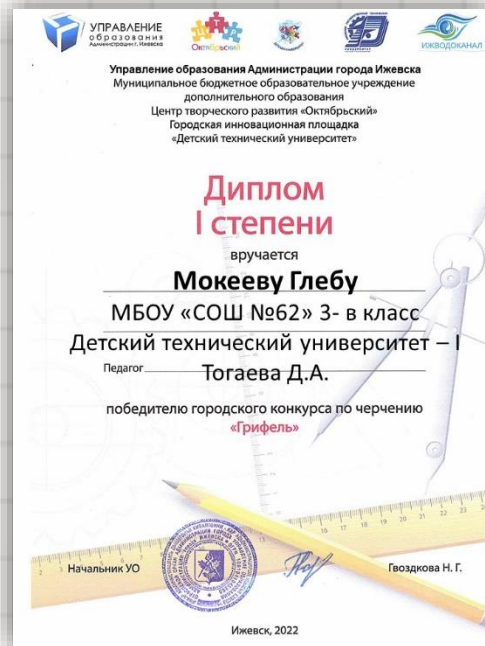 УПРАВЛЕНИЕ
образования
Администрации г. Ижевска
Октябрьский
ИЖВОДОКАНАЛ
Управление образования Администрации города Ижевска
Муниципальное бюджетное образовательное учреждение
дополнительного образования
Центр творческого развития «Октябрьский»
Городская инновационная площадка
«Детский технический университет»
Диплом
I степени
вручается
Мокееву Глебу
МБОУ «СОШ №62» 3- в класс
Детский технический университет – I
Педагог Тогаева Д.А.
победителю городского конкурса по черчению
«Грифель»
Начальник УО
Гвоздкова Н. Г.
Ижевск, 2022